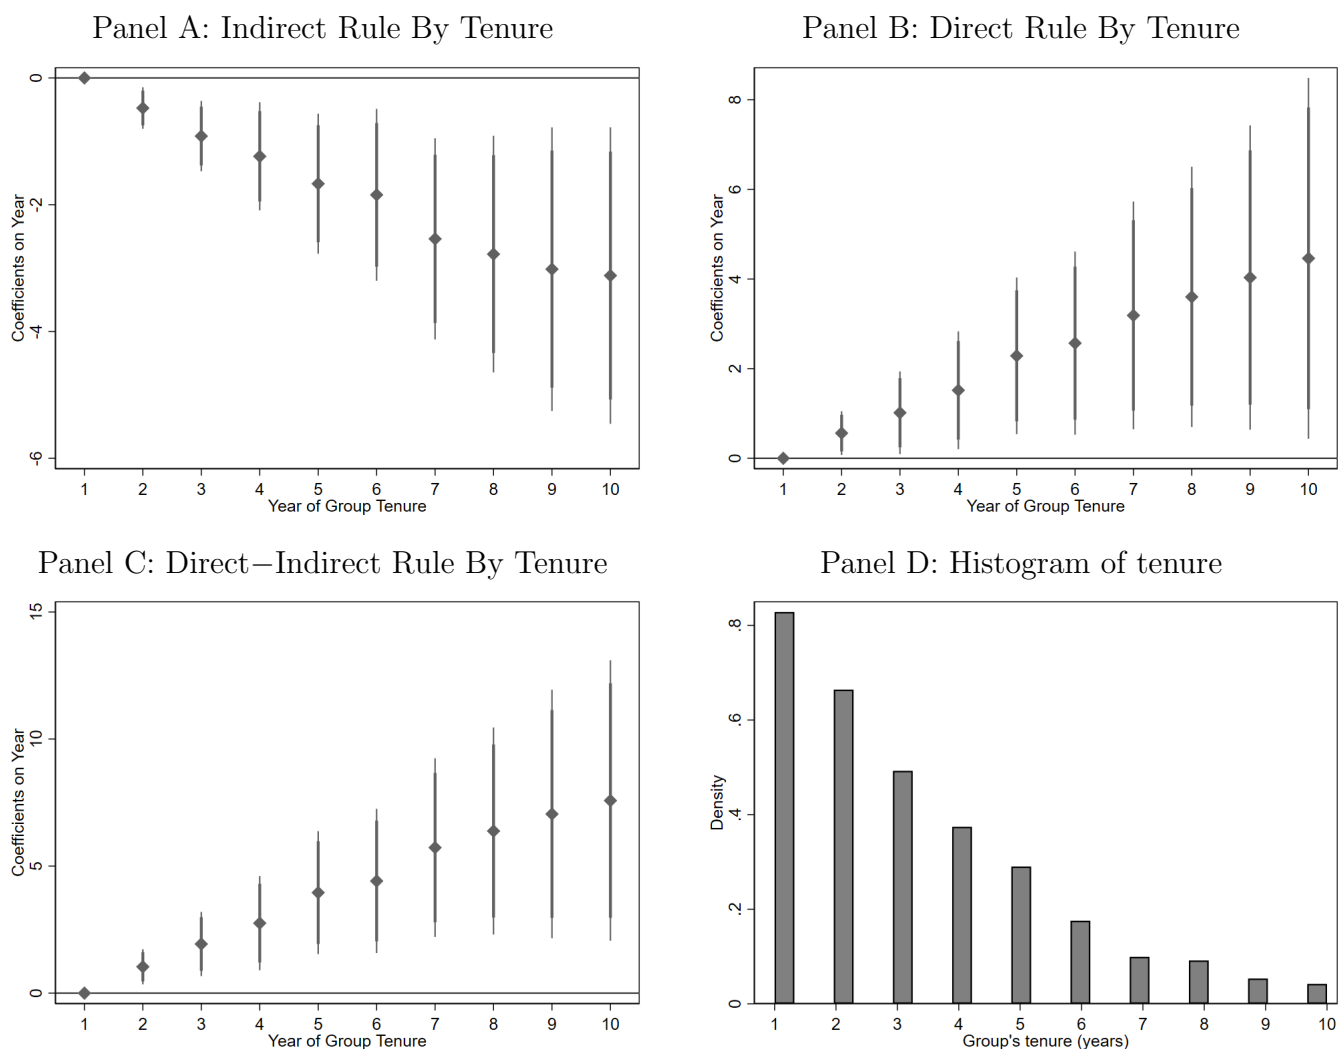 Panel A: Indirect Rule By Tenure
0
-2
-4
-6
Coefficients on Year
1 2 3 4 5 6 7 8 9 10
Year of Group Tenure
Panel B: Direct Rule By Tenure
8
6
4
2
0
Coefficients on Year
1 2 3 4 5 6 7 8 9 10
Year of Group Tenure
Panel C: Direct−Indirect Rule By Tenure
15
10
5
0
Coefficients on Year
1 2 3 4 5 6 7 8 9 10
Year of Group Tenure
Panel D: Histogram of tenure
.8
.6
.4
.2
0
Density
1 2 3 4 5 6 7 8 9 10
Group's tenure (years)